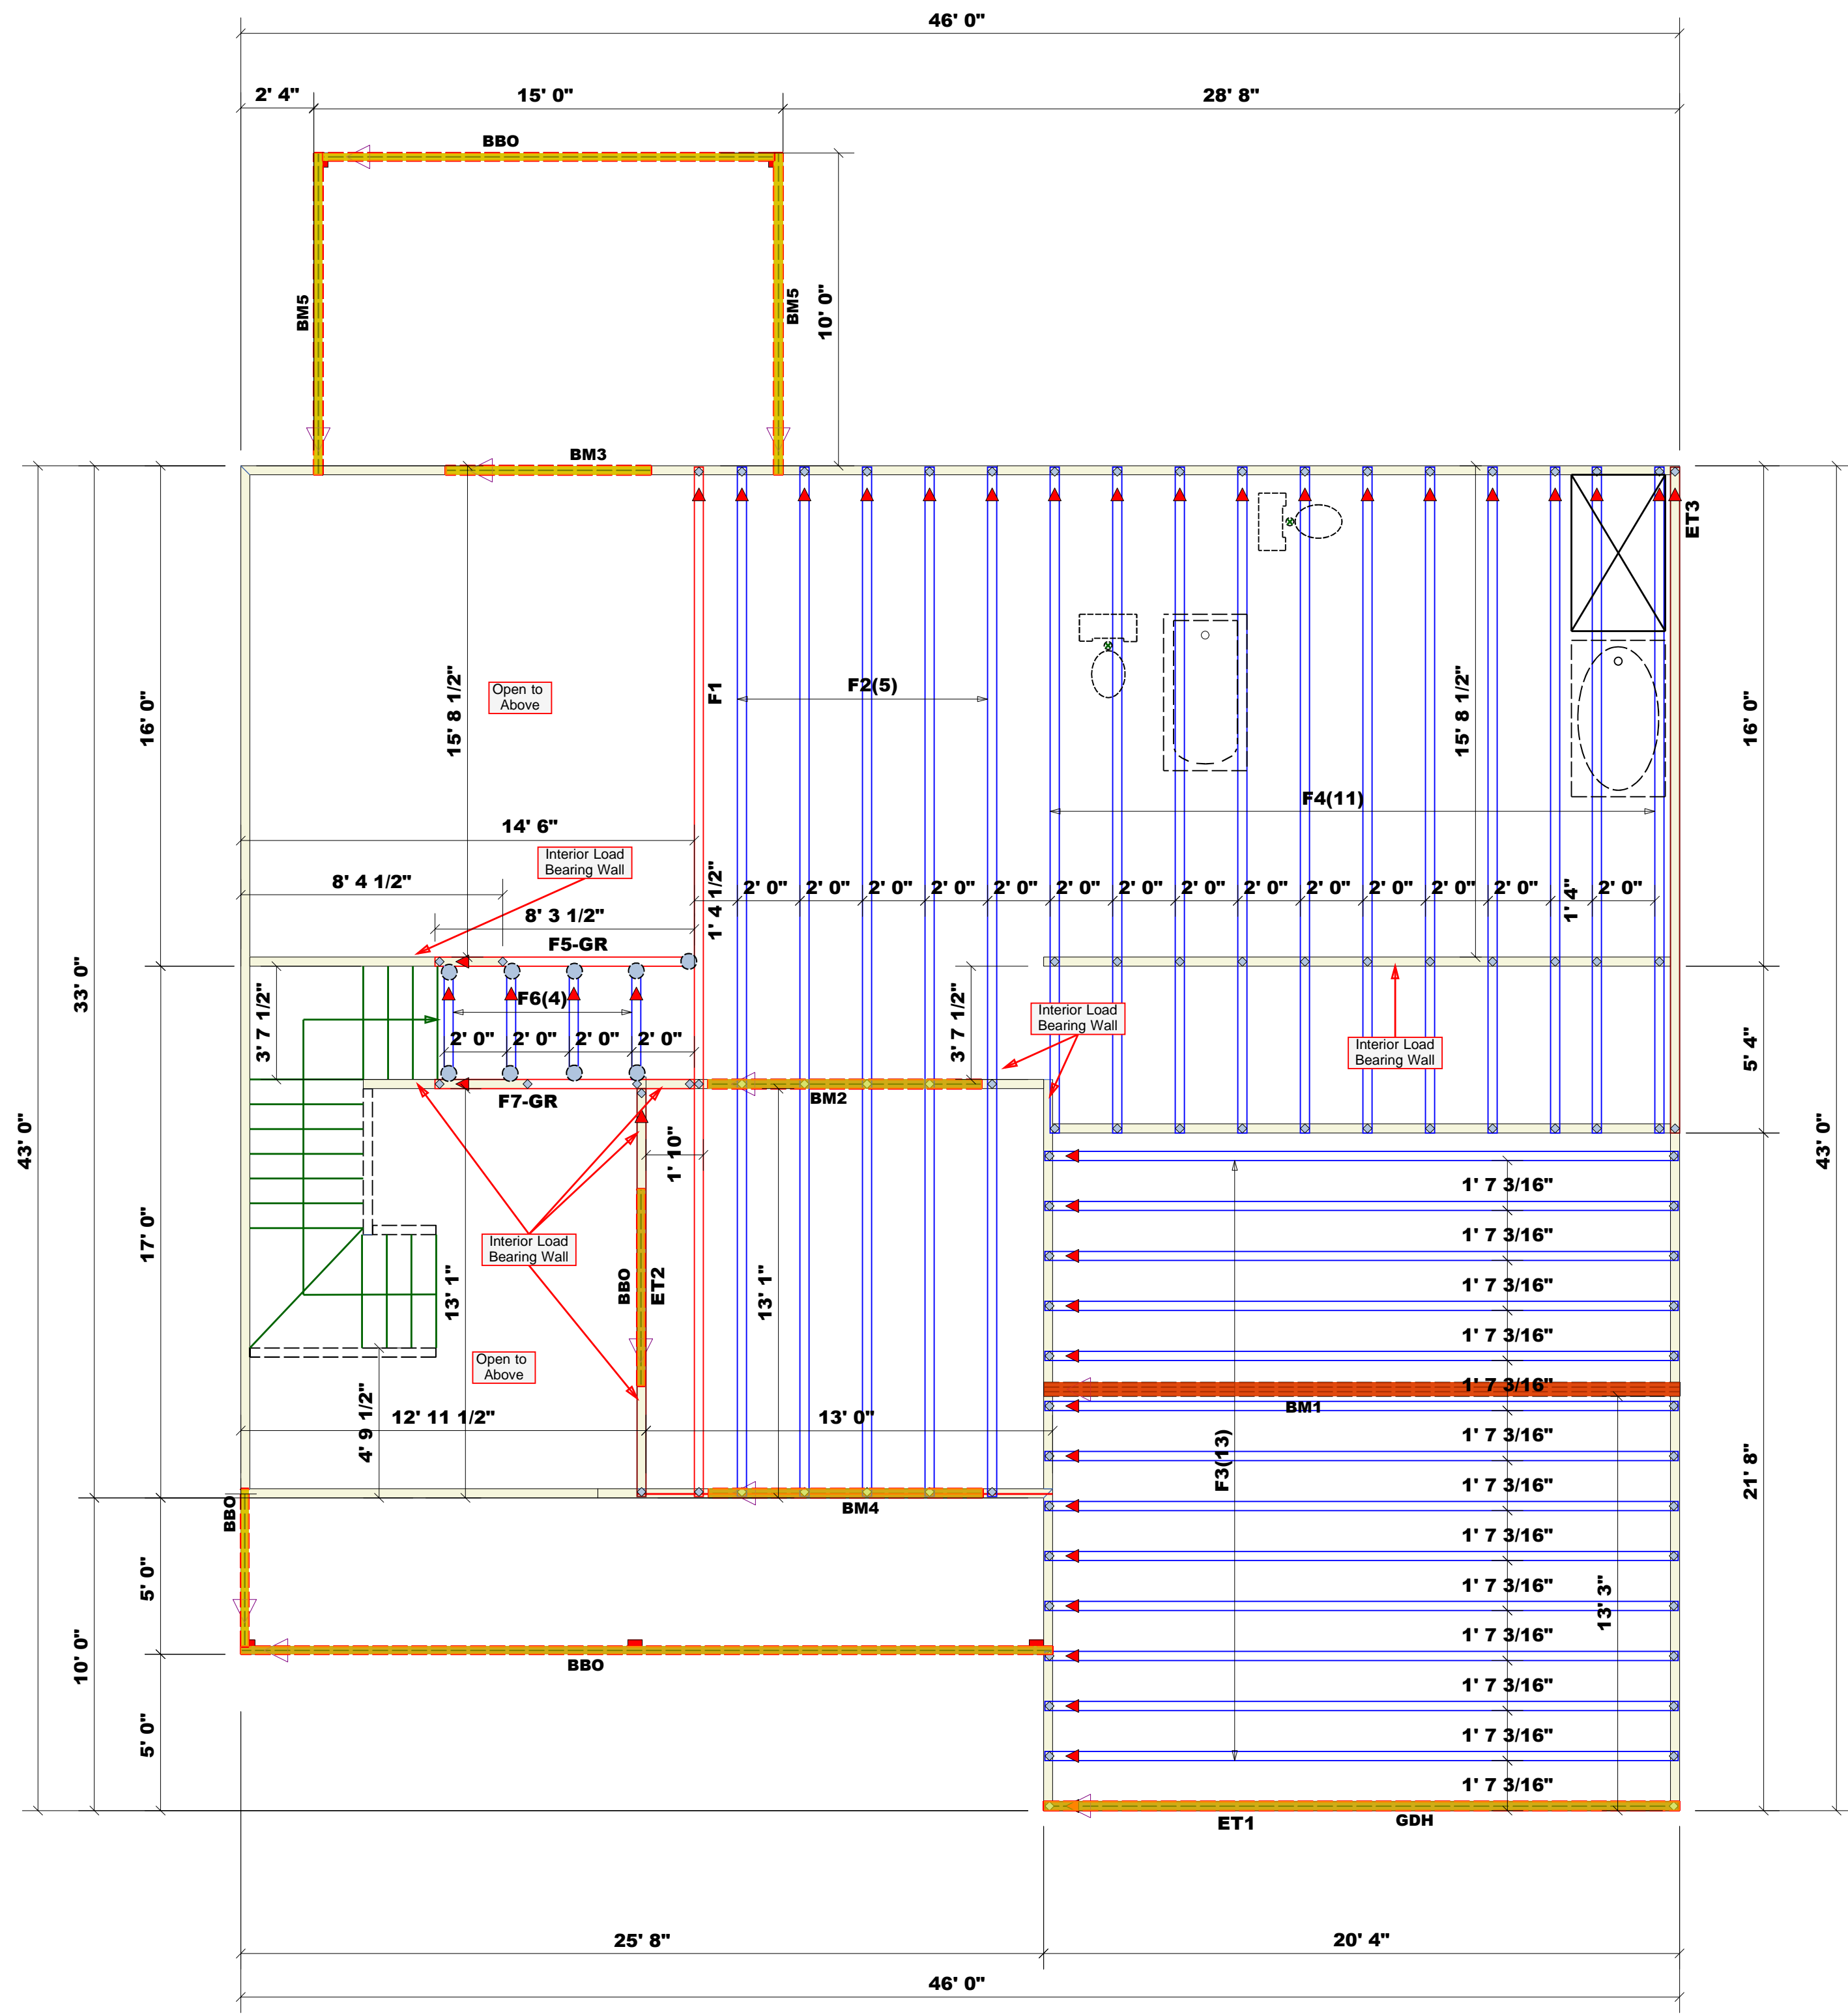 46' 0"
2' 4"
15' 0"
28' 8"
BBO
BM5
BM5
10' 0"
BM3
ET3
16' 0"
15' 8 1/2"
Open to
Above
F1
F2(5)
15' 8 1/2"
16' 0"
F4(11)
14' 6"
Interior Load
Bearing Wall
8' 4 1/2"
1' 4 1/2"
2' 0"
2' 0"
2' 0"
2' 0"
2' 0"
2' 0"
2' 0"
2' 0"
2' 0"
2' 0"
2' 0"
2' 0"
2' 0"
1' 4"
2' 0"
8' 3 1/2"
F5-GR
33' 0"
3' 7 1/2"
F6(4)
2' 0"
2' 0"
2' 0"
2' 0"
3' 7 1/2"
Interior Load
Bearing Wall
Interior Load
Bearing Wall
5' 4"
F7-GR
BM2
43' 0"
43' 0"
1' 10"
1' 7 3/16"
17' 0"
1' 7 3/16"
Interior Load
Bearing Wall
13' 1"
BBO
ET2
13' 1"
1' 7 3/16"
1' 7 3/16"
Open to
Above
1' 7 3/16"
BM1
4' 9 1/2"
12' 11 1/2"
13' 0"
1' 7 3/16"
F3(13)
21' 8"
1' 7 3/16"
BBO
BM4
1' 7 3/16"
5' 0"
1' 7 3/16"
13' 3"
10' 0"
1' 7 3/16"
BBO
1' 7 3/16"
5' 0"
1' 7 3/16"
1' 7 3/16"
ET1
GDH
25' 8"
20' 4"
46' 0"